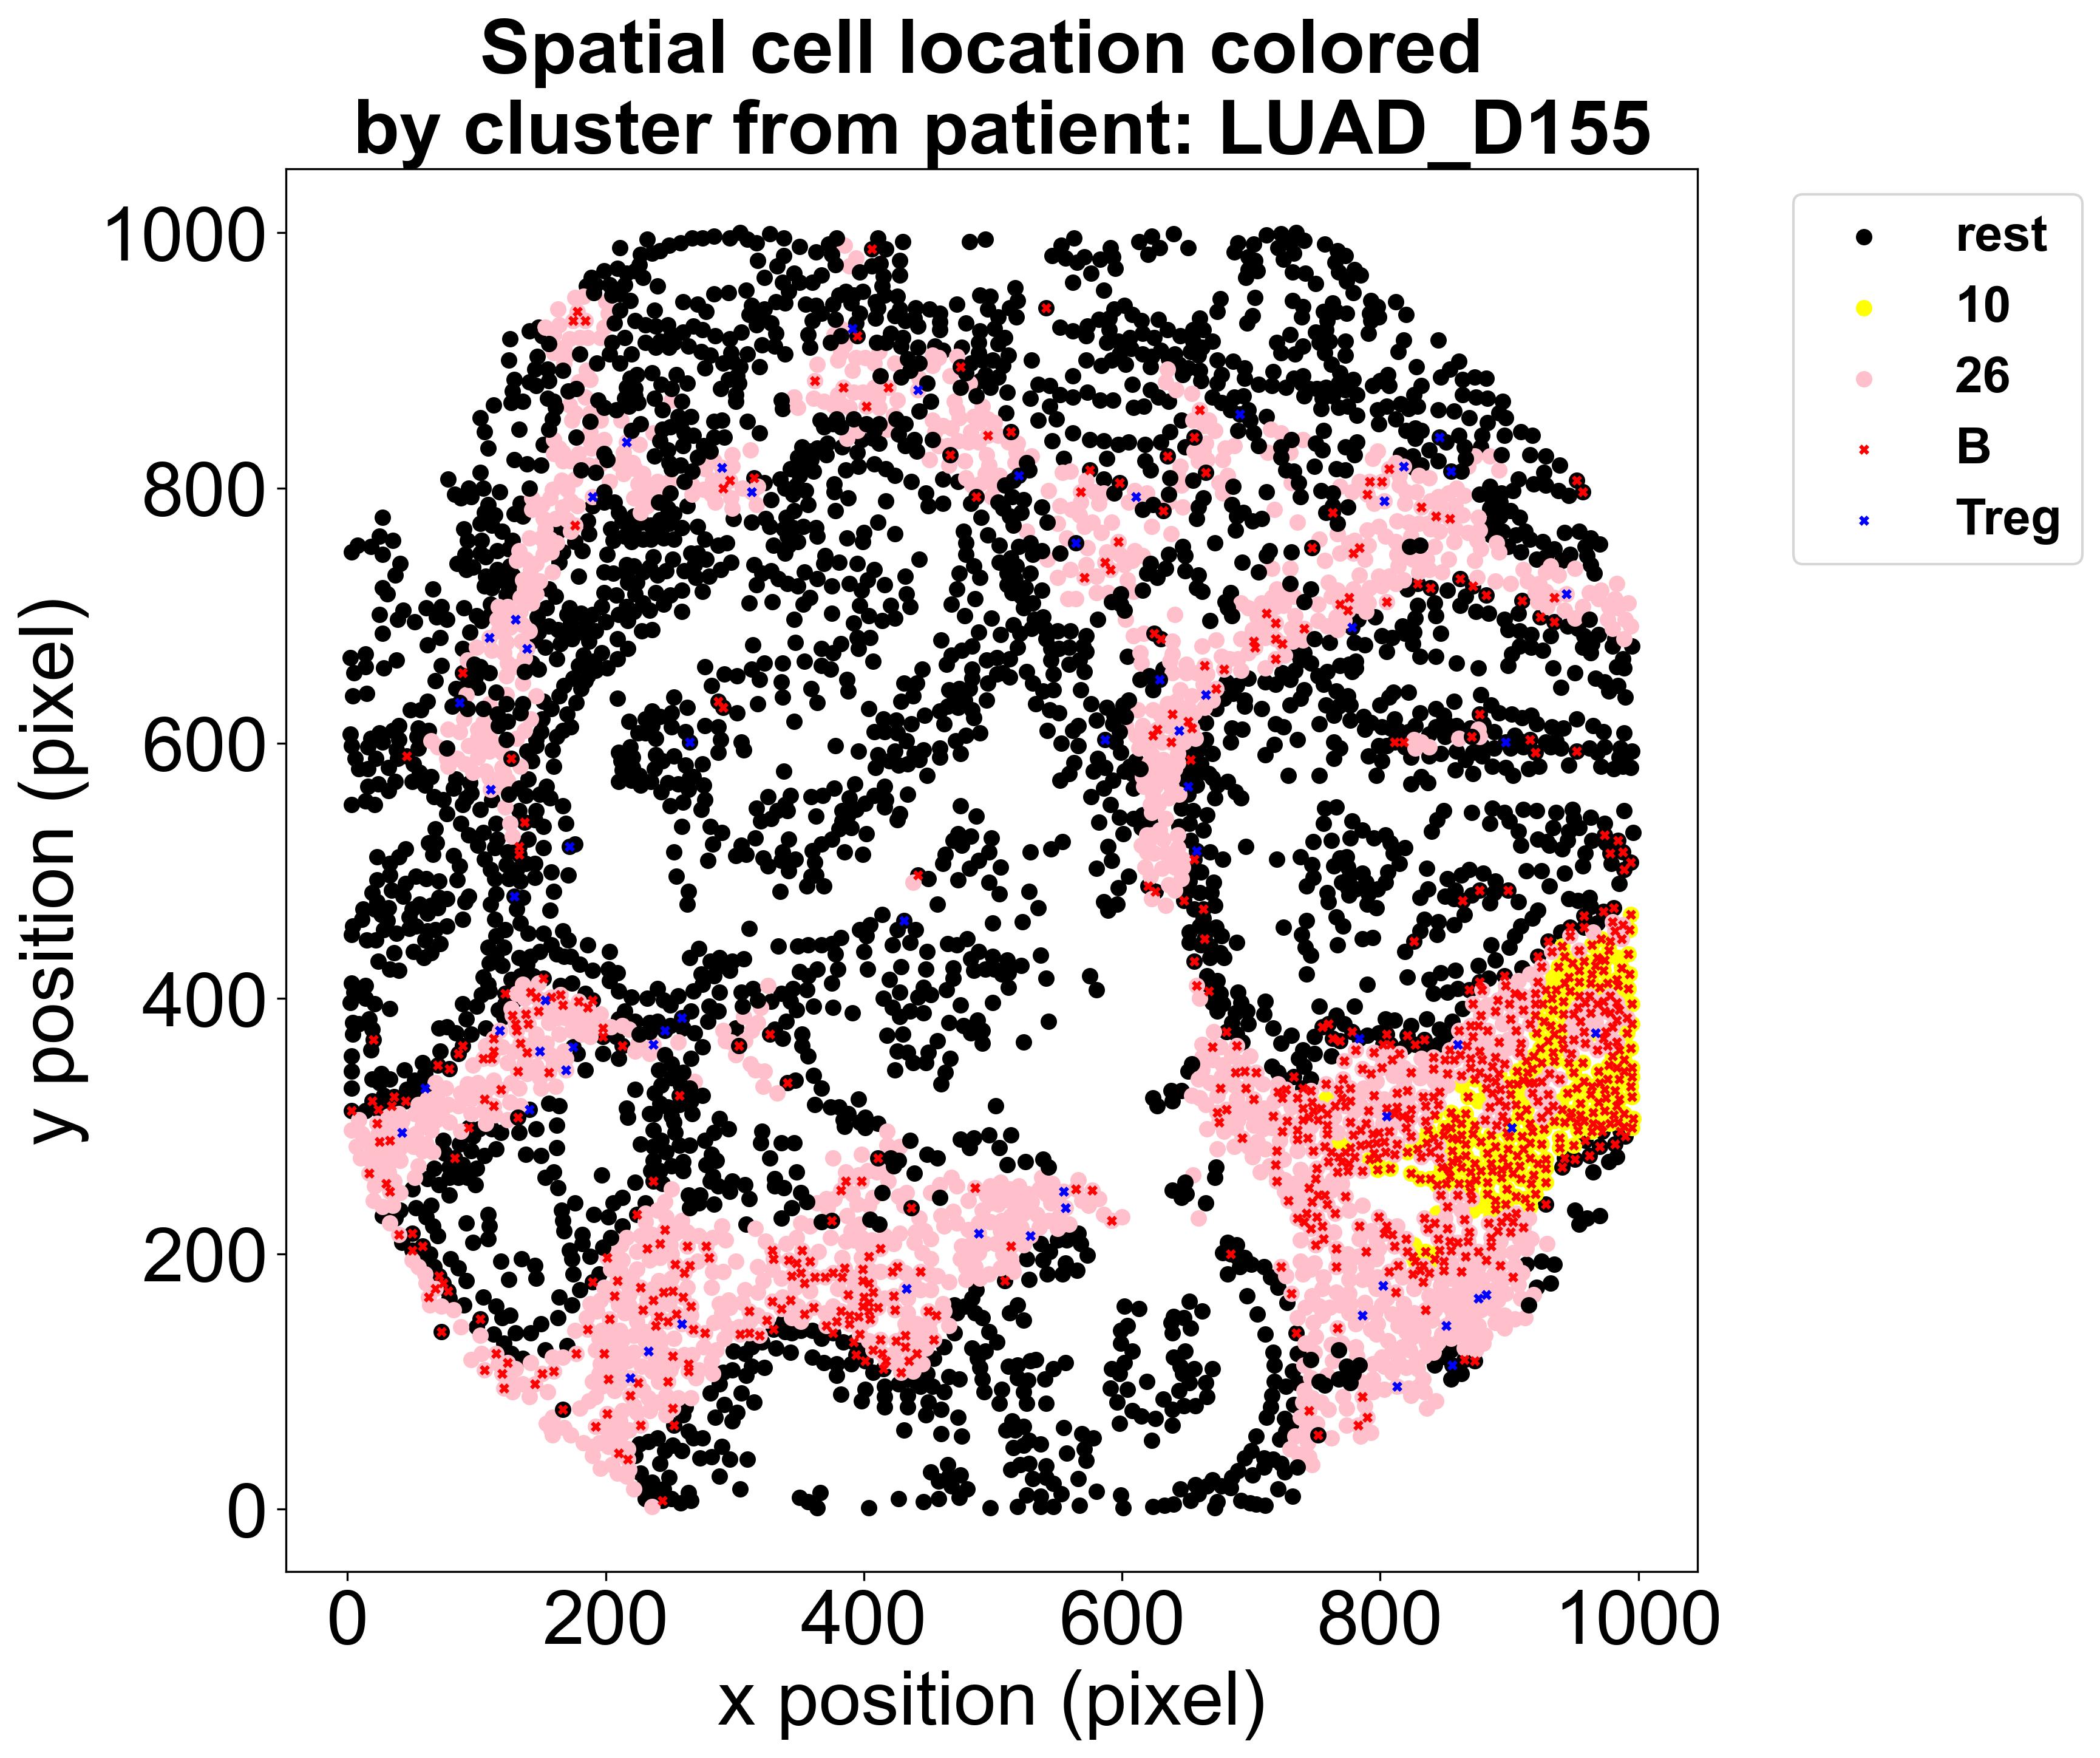 Spatial cell location colored
by cluster from patient: LUAD_D155
1000
800
600
400
200
0
y position (pixel)
0 200 400 600 800 1000
x position (pixel)
rest
10
26
B
Treg